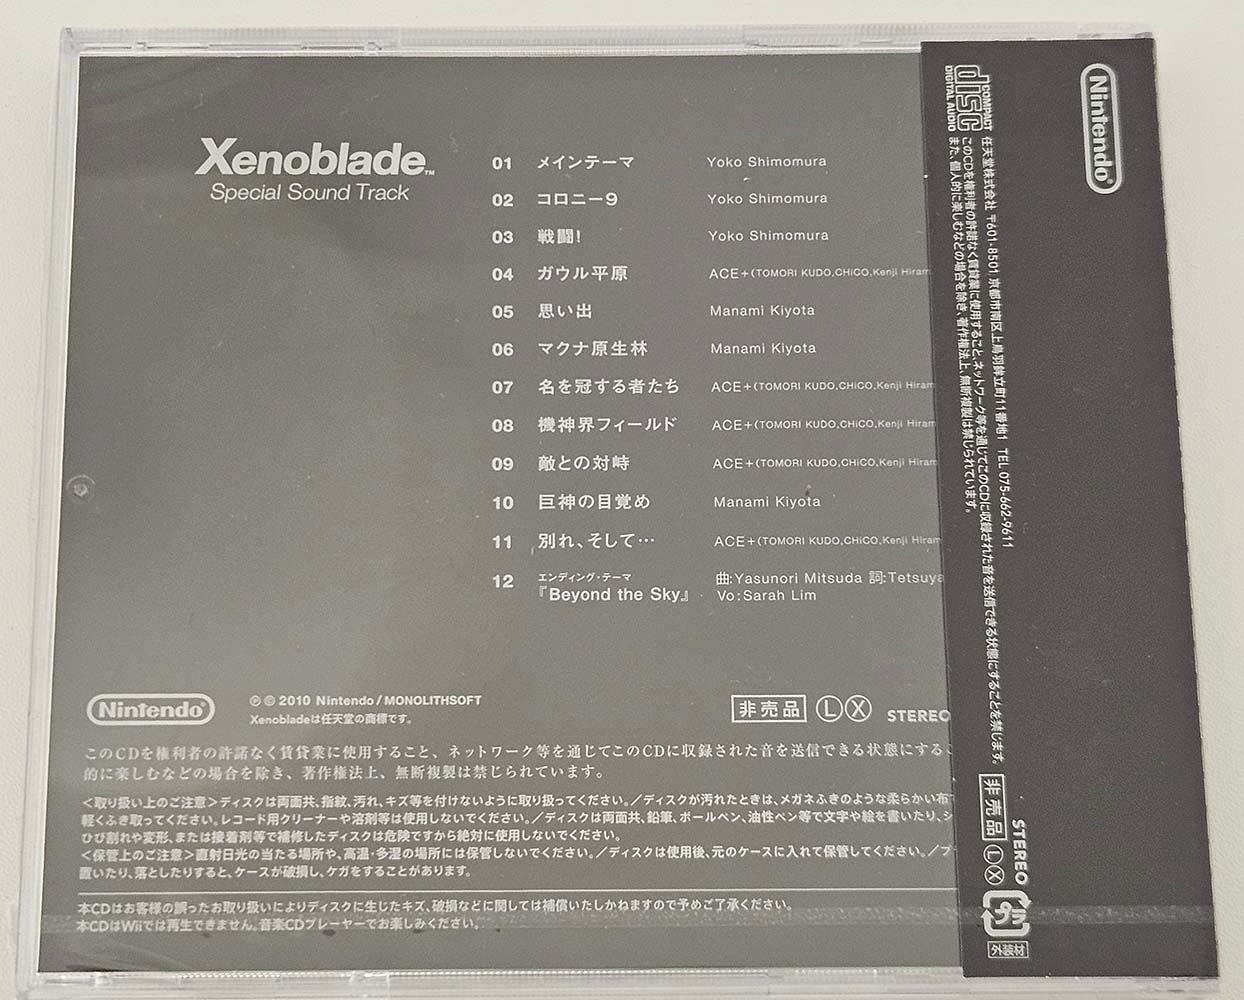 Xenoblade™
Special Sound Track
01 メインテーマ Yoko Shimomura
02 コロニー9 Yoko Shimomura
03 戦闘! Yoko Shimomura
04 ガウル平原 ACE+(TOMORI KUDO,CHiCO,Kenji Hiram
05 思い出 Manami Kiyota
06 マクナ原生林 Manami Kiyota
07 名を冠する者たち ACE+(TOMORI KUDO,CHiCO,Kenji Hiram
08 機神界フィールド ACE+(TOMORI KUDO,CHiCO,Kenji Hiram
09 敵との対峙 ACE+(TOMORI KUDO,CHiCO,Kenji Hiram
10 巨神の目覚め Manami Kiyota
11 別れ、そして… ACE+(TOMORI KUDO,CHiCO,Kenji Hiram
12 エンディング・テーマ 曲:Yasunori Mitsuda 詞:Tetsuya
『Beyond the Sky』 Vo:Sarah Lim
Nintendo
℗ © 2010 Nintendo/MONOLITHSOFT
Xenobladeは任天堂の商標です。
非売品 Ⓛ Ⓧ STEREO
このCDを権利者の許諾なく賃貸業に使用すること、ネットワーク等を通じてこのCDに収録された音を送信できる状態にするこ
的に楽しむなどの場合を除き、著作権法上、無断複製は禁じられています。
<取り扱い上のご注意>ディスクは両面共、指紋、汚れ、キズ等を付けないように取り扱ってください。/ディスクが汚れたときは、メガネふきのような柔らかい布で
軽くふき取ってください。レコード用クリーナーや溶剤等は使用しないでください。/ディスクは両面共、鉛筆、ボールペン、油性ペン等で文字や絵を書いたり、シ
ひび割れや変形、または接着剤等で補修したディスクは危険ですから絶対に使用しないでください。
<保管上のご注意>直射日光の当たる場所や、高温・多湿の場所には保管しないでください。/ディスクは使用後、元のケースに入れて保管してください。/プ
置いたり、落としたりすると、ケースが破損し、ケガをすることがあります。
本CDはお客様の誤ったお取り扱いによりディスクに生じたキズ、破損などに関しては補償いたしかねますので予めご了承ください。
本CDはWiiでは再生できません。音楽CDプレーヤーでお楽しみください。
Nintendo®
COMPACT
disc
DIGITAL AUDIO
任天堂株式会社 〒601-8501 京都市南区上鳥羽鉾立町11番地1 TEL 075-662-9611
このCDを権利者の許諾なく賃貸業に使用すること、ネットワーク等を通じてこのCDに収録された音を送信できる状態にすることを禁じます。
また、個人的に楽しむなどの場合を除き、著作権法上、無断複製は禁じられています。
STEREO
非売品 Ⓛ Ⓧ
プラ
外装材